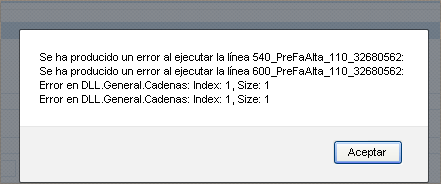 Se ha producido un error al ejecutar la línea 540_PreFaAlta_110_32680562:
Se ha producido un error al ejecutar la línea 600_PreFaAlta_110_32680562:
Error en DLL.General.Cadenas: Index: 1, Size: 1
Error en DLL.General.Cadenas: Index: 1, Size: 1
Aceptar